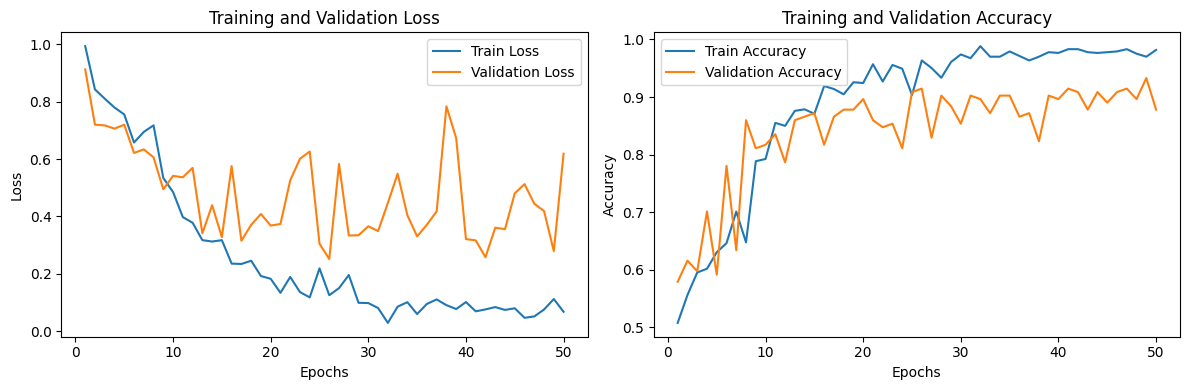 Training and Validation Loss
Train Loss
Validation Loss
1.0
0.8
0.6
0.4
0.2
0.0
Loss
0
10
20
30
40
50
Epochs
Training and Validation Accuracy
Train Accuracy
Validation Accuracy
1.0
0.9
0.8
0.7
0.6
0.5
Accuracy
0
10
20
30
40
50
Epochs